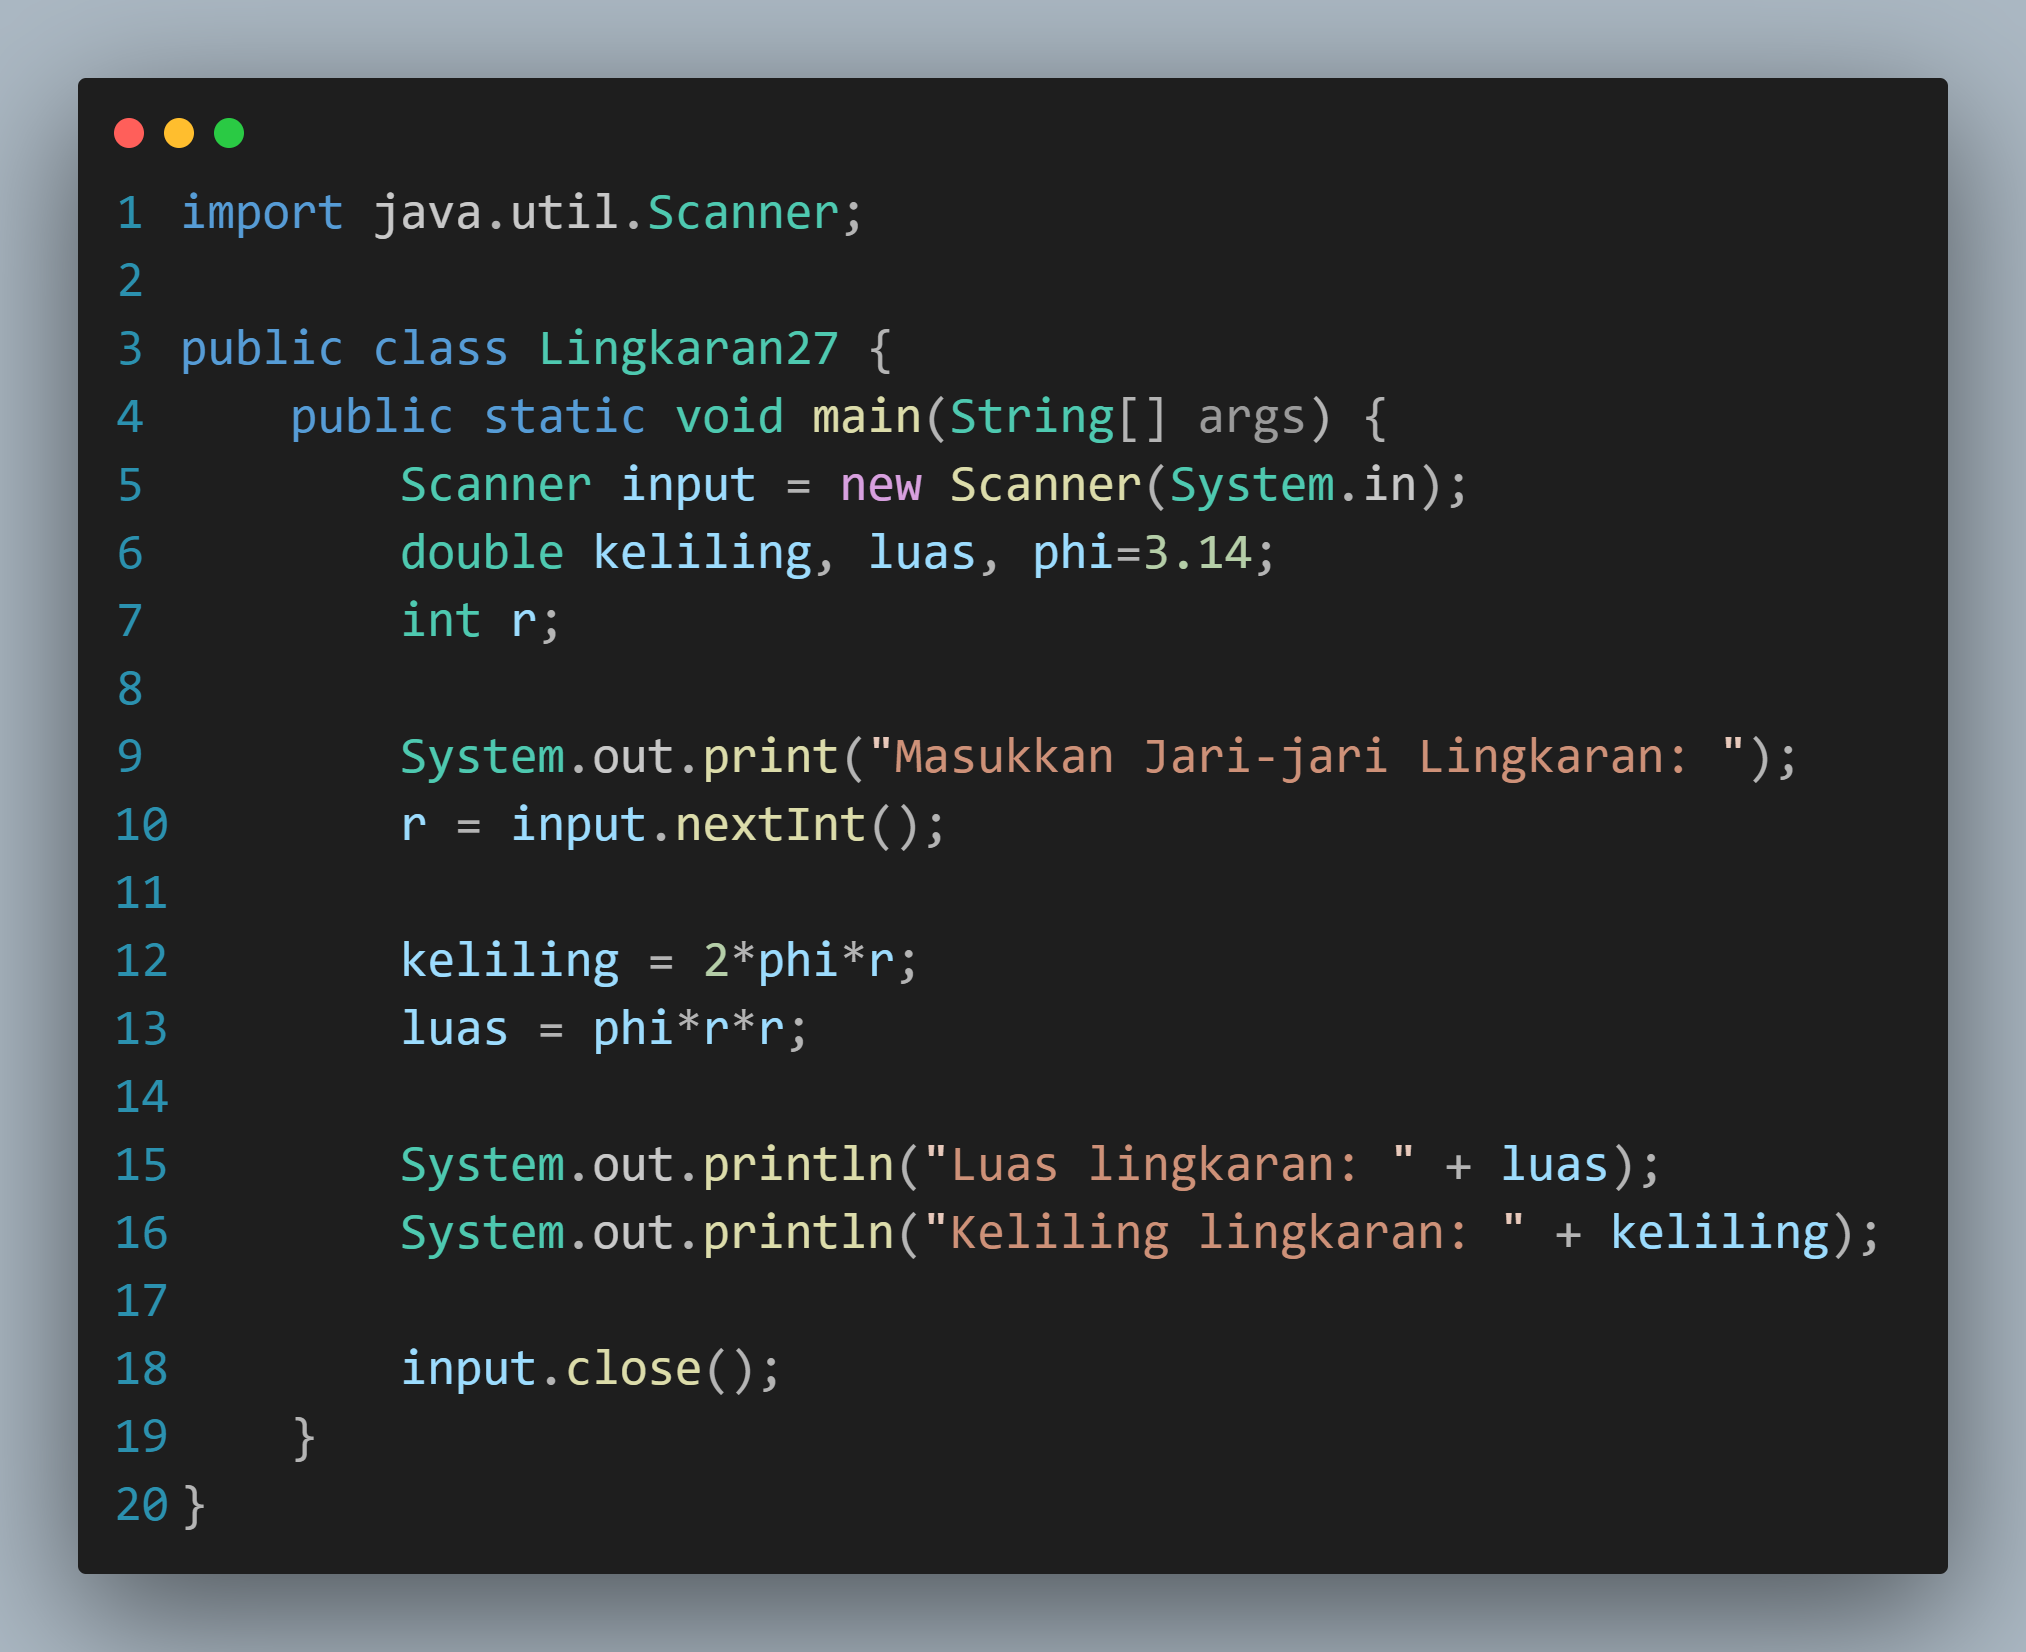 1 import java.util.Scanner;
2
3 public class Lingkaran27 {
4     public static void main(String[] args) {
5         Scanner input = new Scanner(System.in);
6         double keliling, luas, phi=3.14;
7         int r;
8
9         System.out.print("Masukkan Jari-jari Lingkaran: ");
10         r = input.nextInt();
11
12         keliling = 2*phi*r;
13         luas = phi*r*r;
14
15         System.out.println("Luas lingkaran: " + luas);
16         System.out.println("Keliling lingkaran: " + keliling);
17
18         input.close();
19     }
20 }